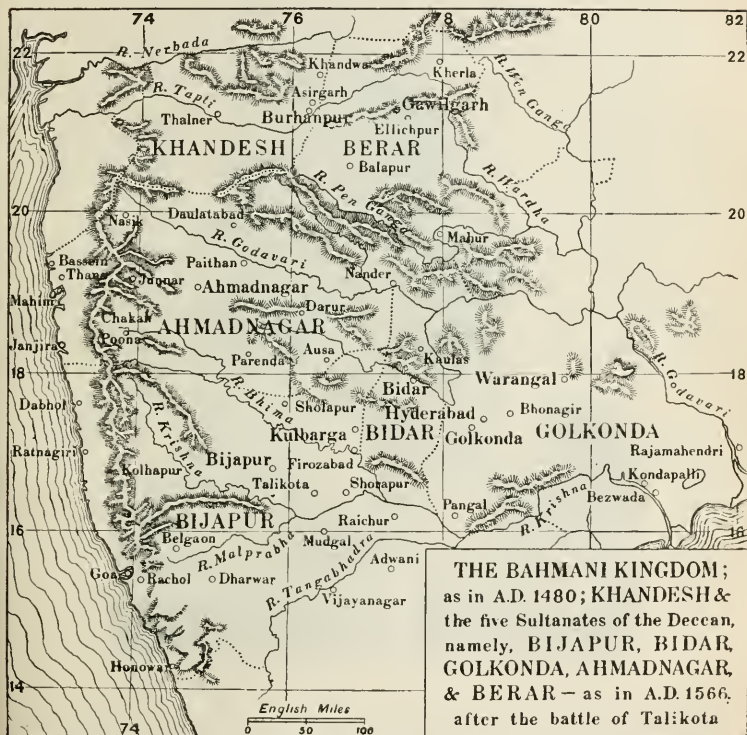 74 76 78 80 82
22
R. Nerbada
Khandwa
Kherla
R. Wen Ganga
Asirgarh
R. Tapti
Thalner
Burhanpur
Gawilgarh
Ellichpur
KHANDESH BERAR
Balapur
R. Wardha
R. Pen Ganga
20 20
Nasik
Daulatabad
Mahur
R. Godavari
Bassein
Paithan
Thana
Junnar
Nander
Ahmadnagar
Mahim
Darur
Chakan
AHMADNAGAR
Poona
Janjira
Parenda
Ausa
Kaulas
R. Godavari
18 18
Bidar
Warangal
R. Bhima
Dabhol
Sholapur
Hyderabad
Bhonagir
Kulbarga BIDAR
Golkonda GOLKONDA
R. Krishna
Ratnagiri
Bijapur
Firozabad
Rajamahendri
Kolhapur
Talikota
Shorapur
Kondapalli
Pangal
R. Krishna
Bezwada
BIJAPUR
Raichur
16 16
Belgaon
R. Malprabha
Mudgal
Goa
Rachol
Dharwar
R. Tangabhadra
Adwani
Vijayanagar
Honowar
14
74
English Miles
0 50 100
THE BAHMANI KINGDOM;
as in A.D. 1480; KHANDESH &
the five Sultanates of the Deccan,
namely, BIJAPUR, BIDAR,
GOLKONDA, AHMADNAGAR,
& BERAR — as in A.D. 1566,
after the battle of Talikota